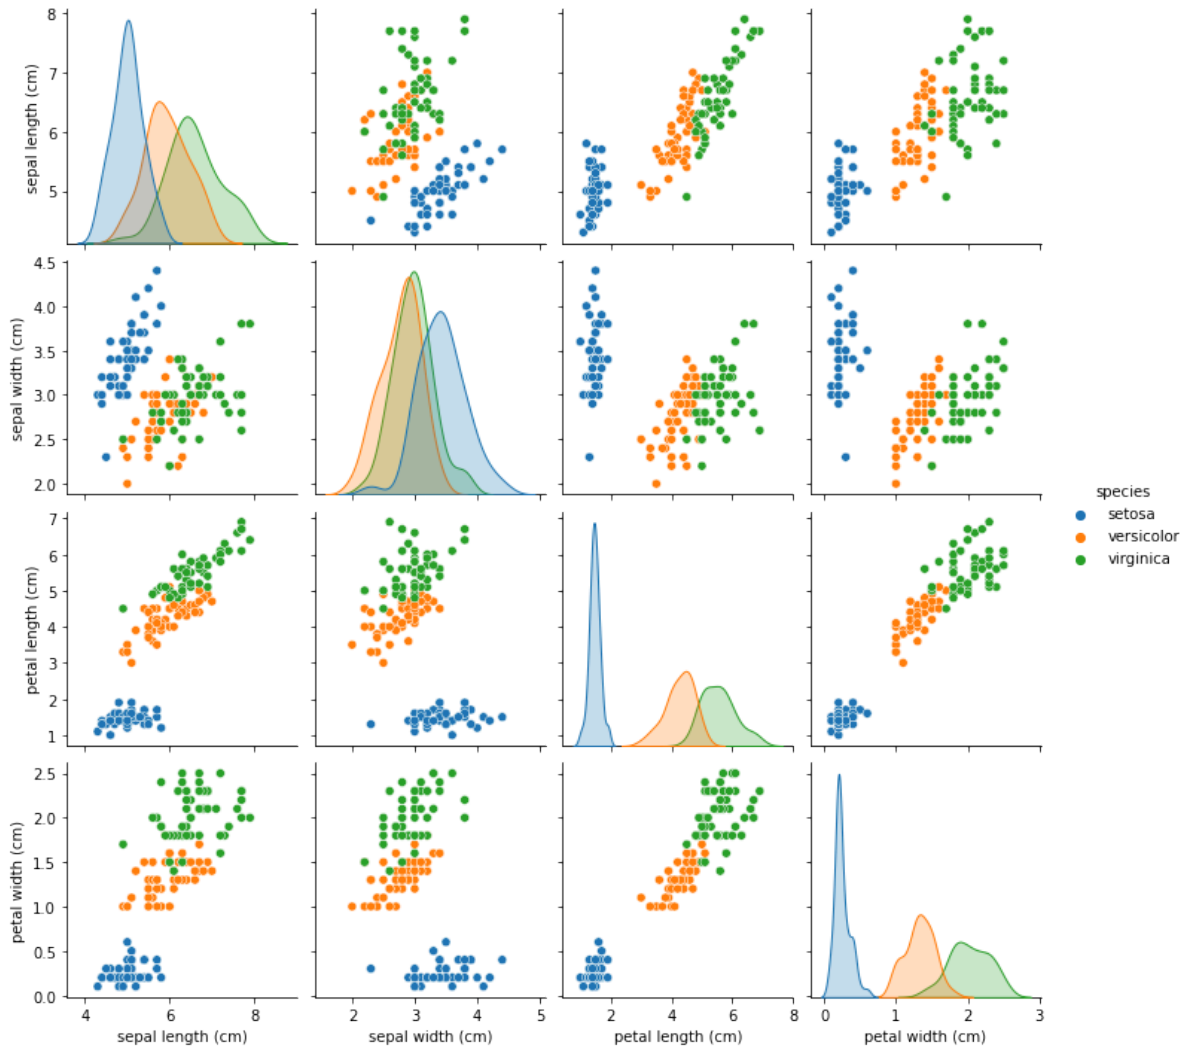 8
7
6
5
sepal length (cm)
4.5
4.0
3.5
3.0
2.5
2.0
sepal width (cm)
species
setosa
versicolor
virginica
7
6
5
4
3
2
1
petal length (cm)
2.5
2.0
1.5
1.0
0.5
0.0
petal width (cm)
4 6 8
sepal length (cm)
2 3 4 5
sepal width (cm)
0 2 4 6 8
petal length (cm)
0 1 2 3
petal width (cm)